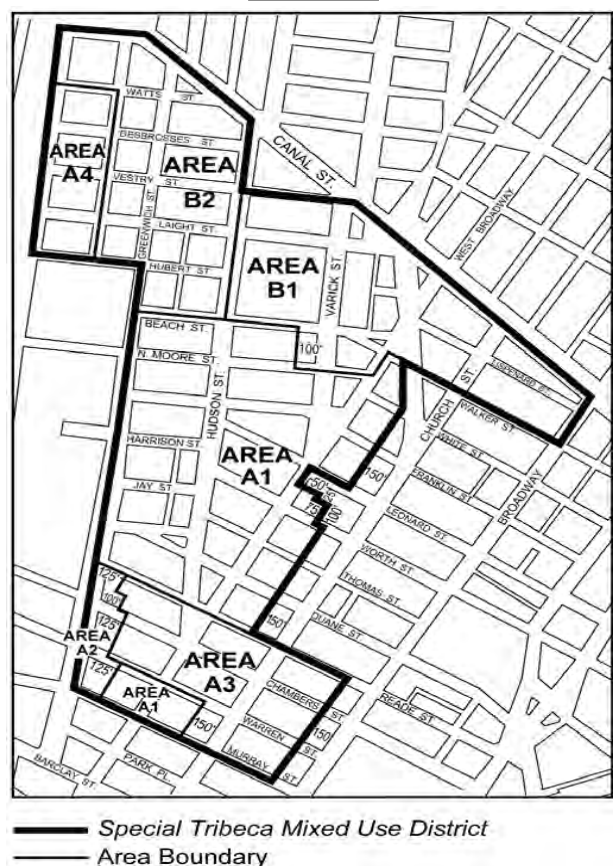 WATTS ST.
DESBROSSES ST.
AREA
A4
AREA
B2
VESTRY ST.
GREENWICH ST.
LAIGHT ST.
HUBERT ST.
CANAL ST.
WEST BROADWAY
AREA
B1
VARICK ST.
BEACH ST.
100'
N. MOORE ST.
LISPENARD ST.
HUDSON ST.
CHURCH ST.
WALKER ST.
WHITE ST.
BROADWAY
HARRISON ST.
AREA
A1
150'
FRANKLIN ST.
JAY ST.
50'
25'
75'
100'
LEONARD ST.
WORTH ST.
THOMAS ST.
125'
100'
125'
150'
DUANE ST.
AREA
A2
AREA
A3
125'
AREA
A1
150'
CHAMBERS ST.
READE ST.
WARREN ST.
150'
MURRAY ST.
PARK PL.
BARCLAY ST.
Special Tribeca Mixed Use District
Area Boundary